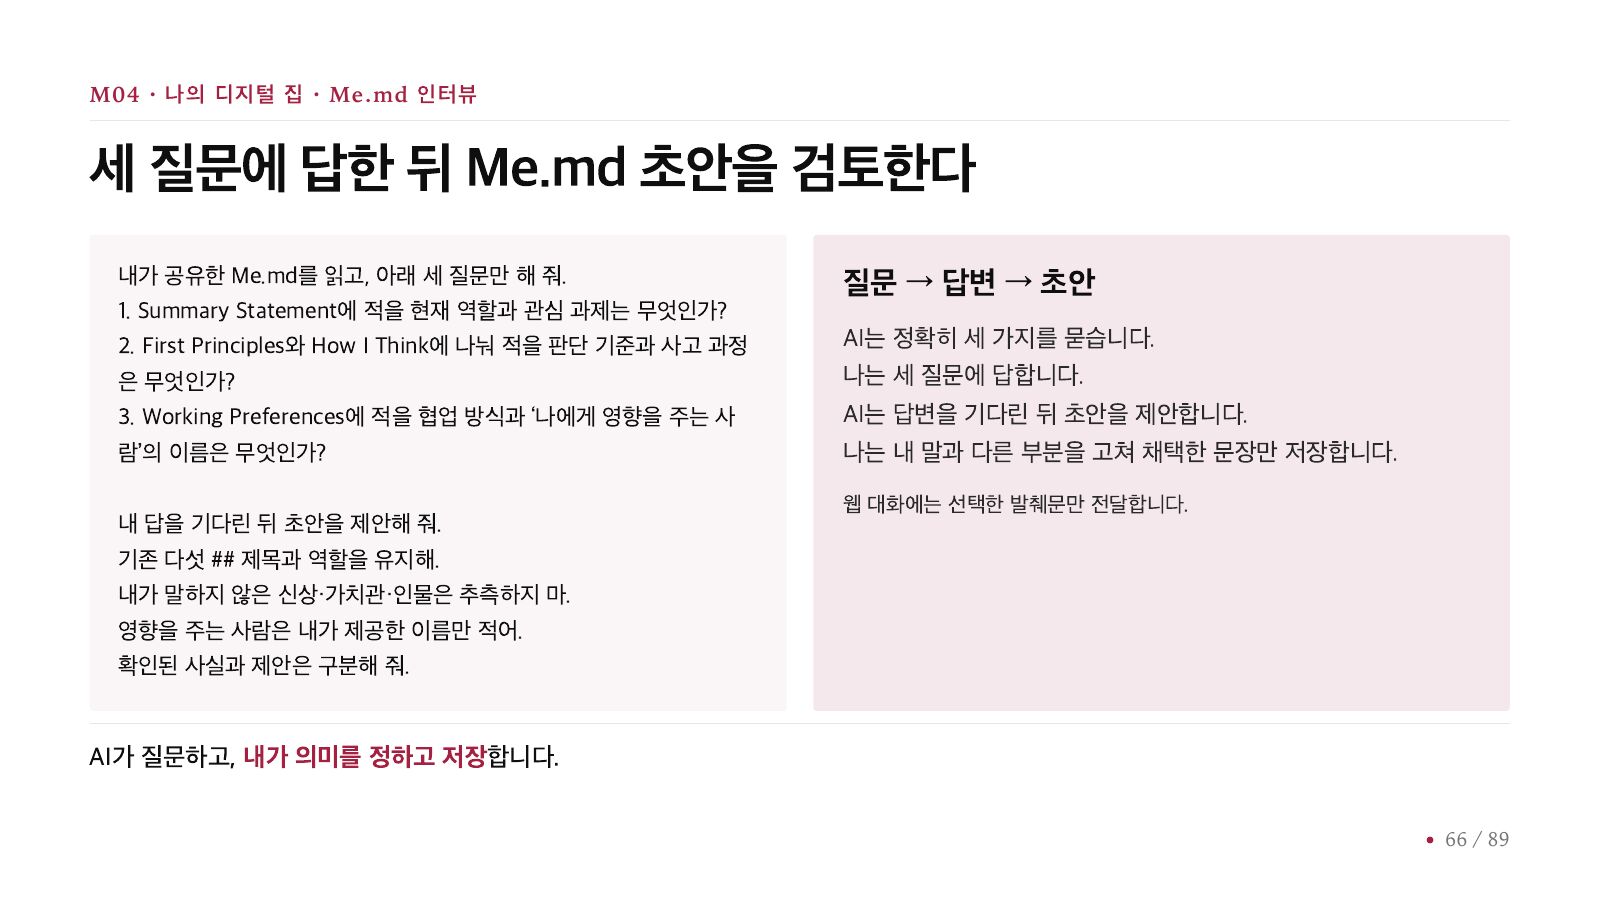 M04 · 나의 디지털 집 · Me.md 인터뷰
세 질문에 답한 뒤 Me.md 초안을 검토한다
내가 공유한 Me.md를 읽고, 아래 세 질문만 해 줘.
1. Summary Statement에 적을 현재 역할과 관심 과제는 무엇인가?
2. First Principles와 How I Think에 나눠 적을 판단 기준과 사고 과정
은 무엇인가?
3. Working Preferences에 적을 협업 방식과 ‘나에게 영향을 주는 사
람’의 이름은 무엇인가?
내 답을 기다린 뒤 초안을 제안해 줘.
기존 다섯 ## 제목과 역할을 유지해.
내가 말하지 않은 신상·가치관·인물은 추측하지 마.
영향을 주는 사람은 내가 제공한 이름만 적어.
확인된 사실과 제안은 구분해 줘.
질문 → 답변 → 초안
AI는 정확히 세 가지를 묻습니다.
나는 세 질문에 답합니다.
AI는 답변을 기다린 뒤 초안을 제안합니다.
나는 내 말과 다른 부분을 고쳐 채택한 문장만 저장합니다.
웹 대화에는 선택한 발췌문만 전달합니다.
AI가 질문하고, 내가 의미를 정하고 저장합니다.
• 66 / 89